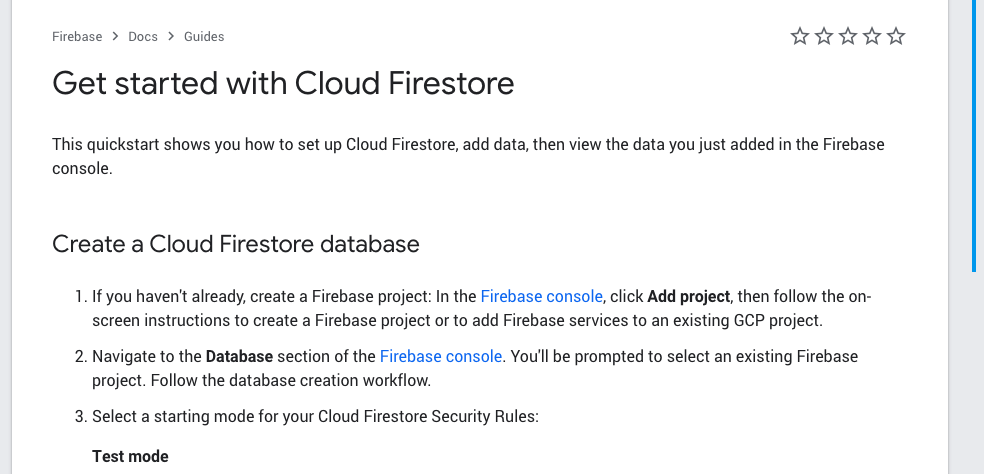 Firebase > Docs > Guides
Get started with Cloud Firestore
This quickstart shows you how to set up Cloud Firestore, add data, then view the data you just added in the Firebase
console.
Create a Cloud Firestore database
1. If you haven't already, create a Firebase project: In the Firebase console, click Add project, then follow the on-
screen instructions to create a Firebase project or to add Firebase services to an existing GCP project.
2. Navigate to the Database section of the Firebase console. You'll be prompted to select an existing Firebase
project. Follow the database creation workflow.
3. Select a starting mode for your Cloud Firestore Security Rules:
Test mode